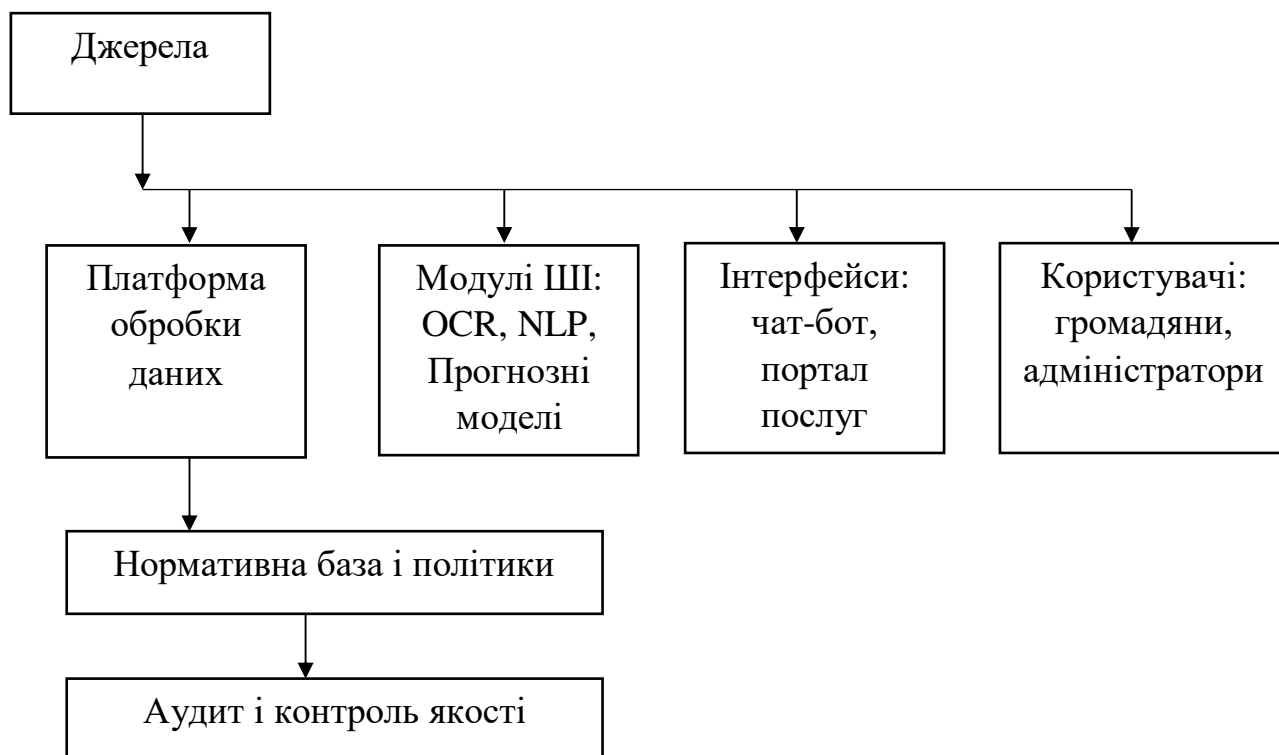 Джерела
Платформа
обробки
даних
Модулі ШІ:
OCR, NLP,
Прогнозні
моделі
Інтерфейси:
чат-бот,
портал
послуг
Користувачі:
громадяни,
адміністратори
Нормативна база і політики
Аудит і контроль якості